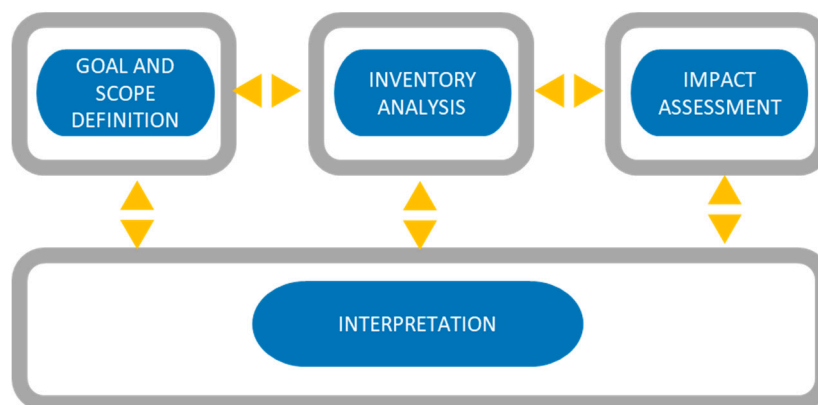 GOAL AND
SCOPE
DEFINITION
INVENTORY
ANALYSIS
IMPACT
ASSESSMENT
INTERPRETATION